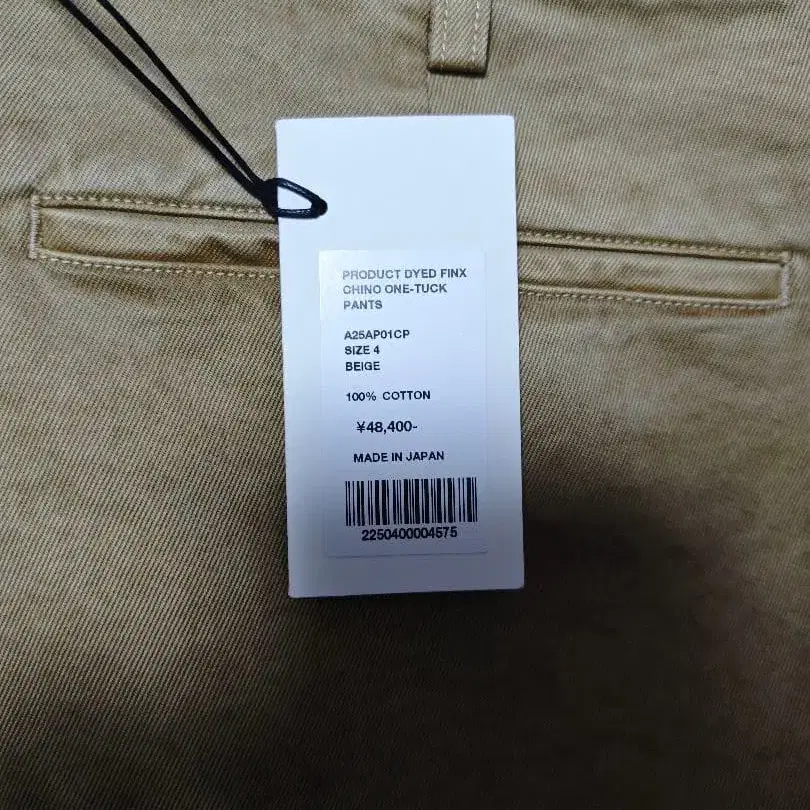 PRODUCT DYED FINX
CHINO ONE-TUCK
PANTS
A25AP01CP
SIZE 4
BEIGE
100% COTTON
¥48,400-
MADE IN JAPAN
2250400004575